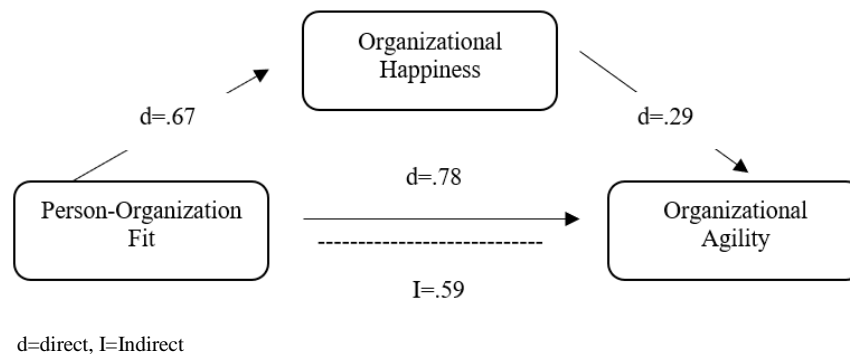 Organizational
Happiness
d=.67
d=.29
d=.78
Person-Organization
Fit
Organizational
Agility
I=.59
d=direct, I=Indirect